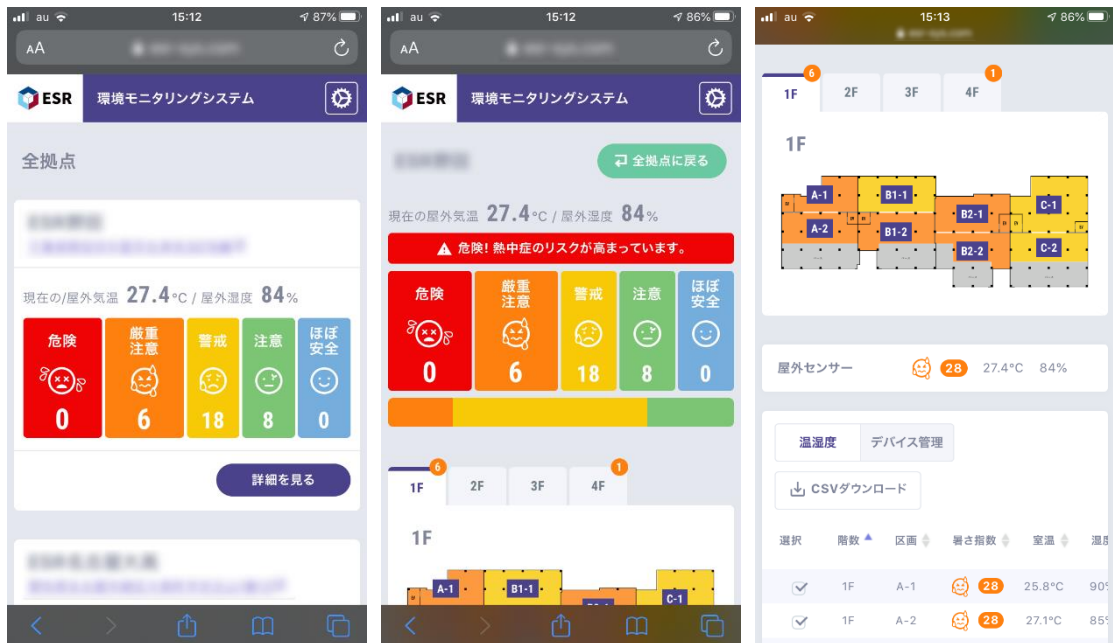 au
15:12
87%
AA
ESR
環境モニタリングシステム
全拠点
現在の/屋外気温 27.4°C / 屋外湿度 84%
危険
0
厳重
注意
6
警戒
18
注意
8
ほぼ
安全
0
詳細を見る
au
15:12
86%
AA
ESR
環境モニタリングシステム
全拠点に戻る
現在の屋外気温 27.4°C / 屋外湿度 84%
危険! 熱中症のリスクが高まっています。
危険
0
厳重
注意
6
警戒
18
注意
8
ほぼ
安全
0
1F 6
2F
3F
4F 1
1F
A-1
B1-1
C-1
au
15:13
86%
1F 6
2F
3F
4F 1
1F
A-1
B1-1
B2-1
C-1
A-2
B1-2
B2-2
C-2
屋外センサー 28 27.4°C 84%
温湿度
デバイス管理
CSVダウンロード
選択 階数 区画 暑さ指数 室温 湿度
1F A-1 28 25.8°C 90%
1F A-2 28 27.1°C 85%